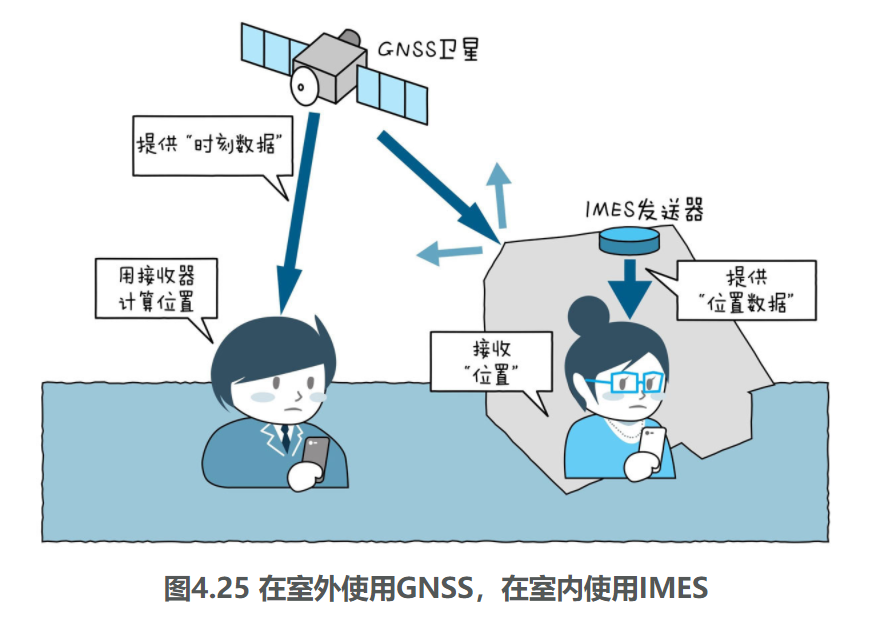 GNSS卫星
提供“时刻数据”
IMES发送器
用接收器
计算位置
提供
“位置数据”
接收
“位置”
图4.25 在室外使用GNSS，在室内使用IMES